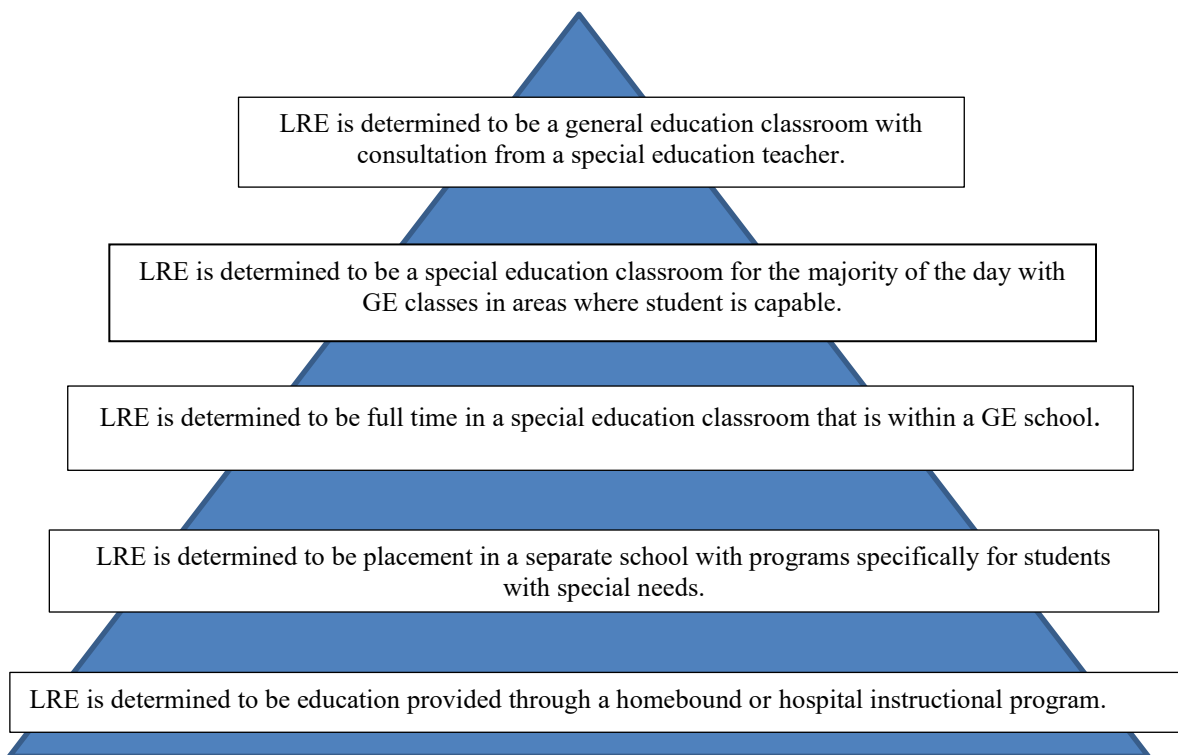 LRE is determined to be a general education classroom with
consultation from a special education teacher.
LRE is determined to be a special education classroom for the majority of the day with
GE classes in areas where student is capable.
LRE is determined to be full time in a special education classroom that is within a GE school.
LRE is determined to be placement in a separate school with programs specifically for students
with special needs.
LRE is determined to be education provided through a homebound or hospital instructional program.